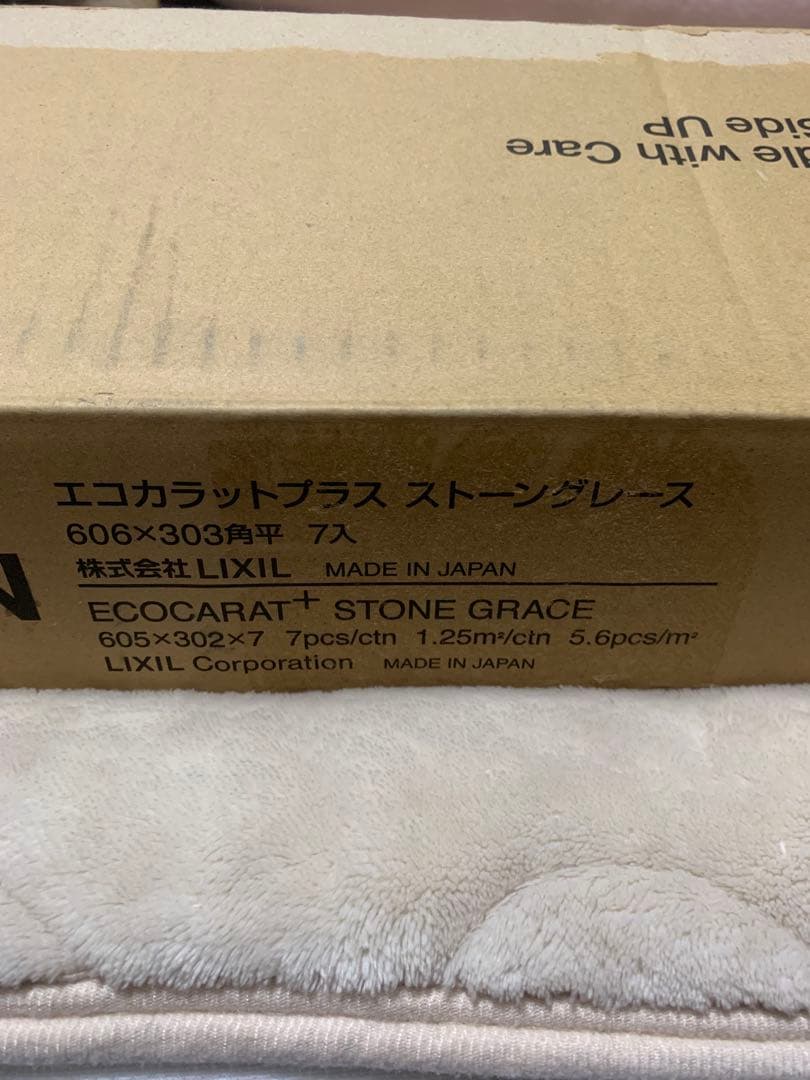 Handle with Care
Side UP
エコカラットプラス ストーングレース
606×303角平 7入
株式会社LIXIL MADE IN JAPAN
ECOCARAT+ STONE GRACE
605×302×7 7pcs/ctn 1.25m²/ctn 5.6pcs/m²
LIXIL Corporation MADE IN JAPAN